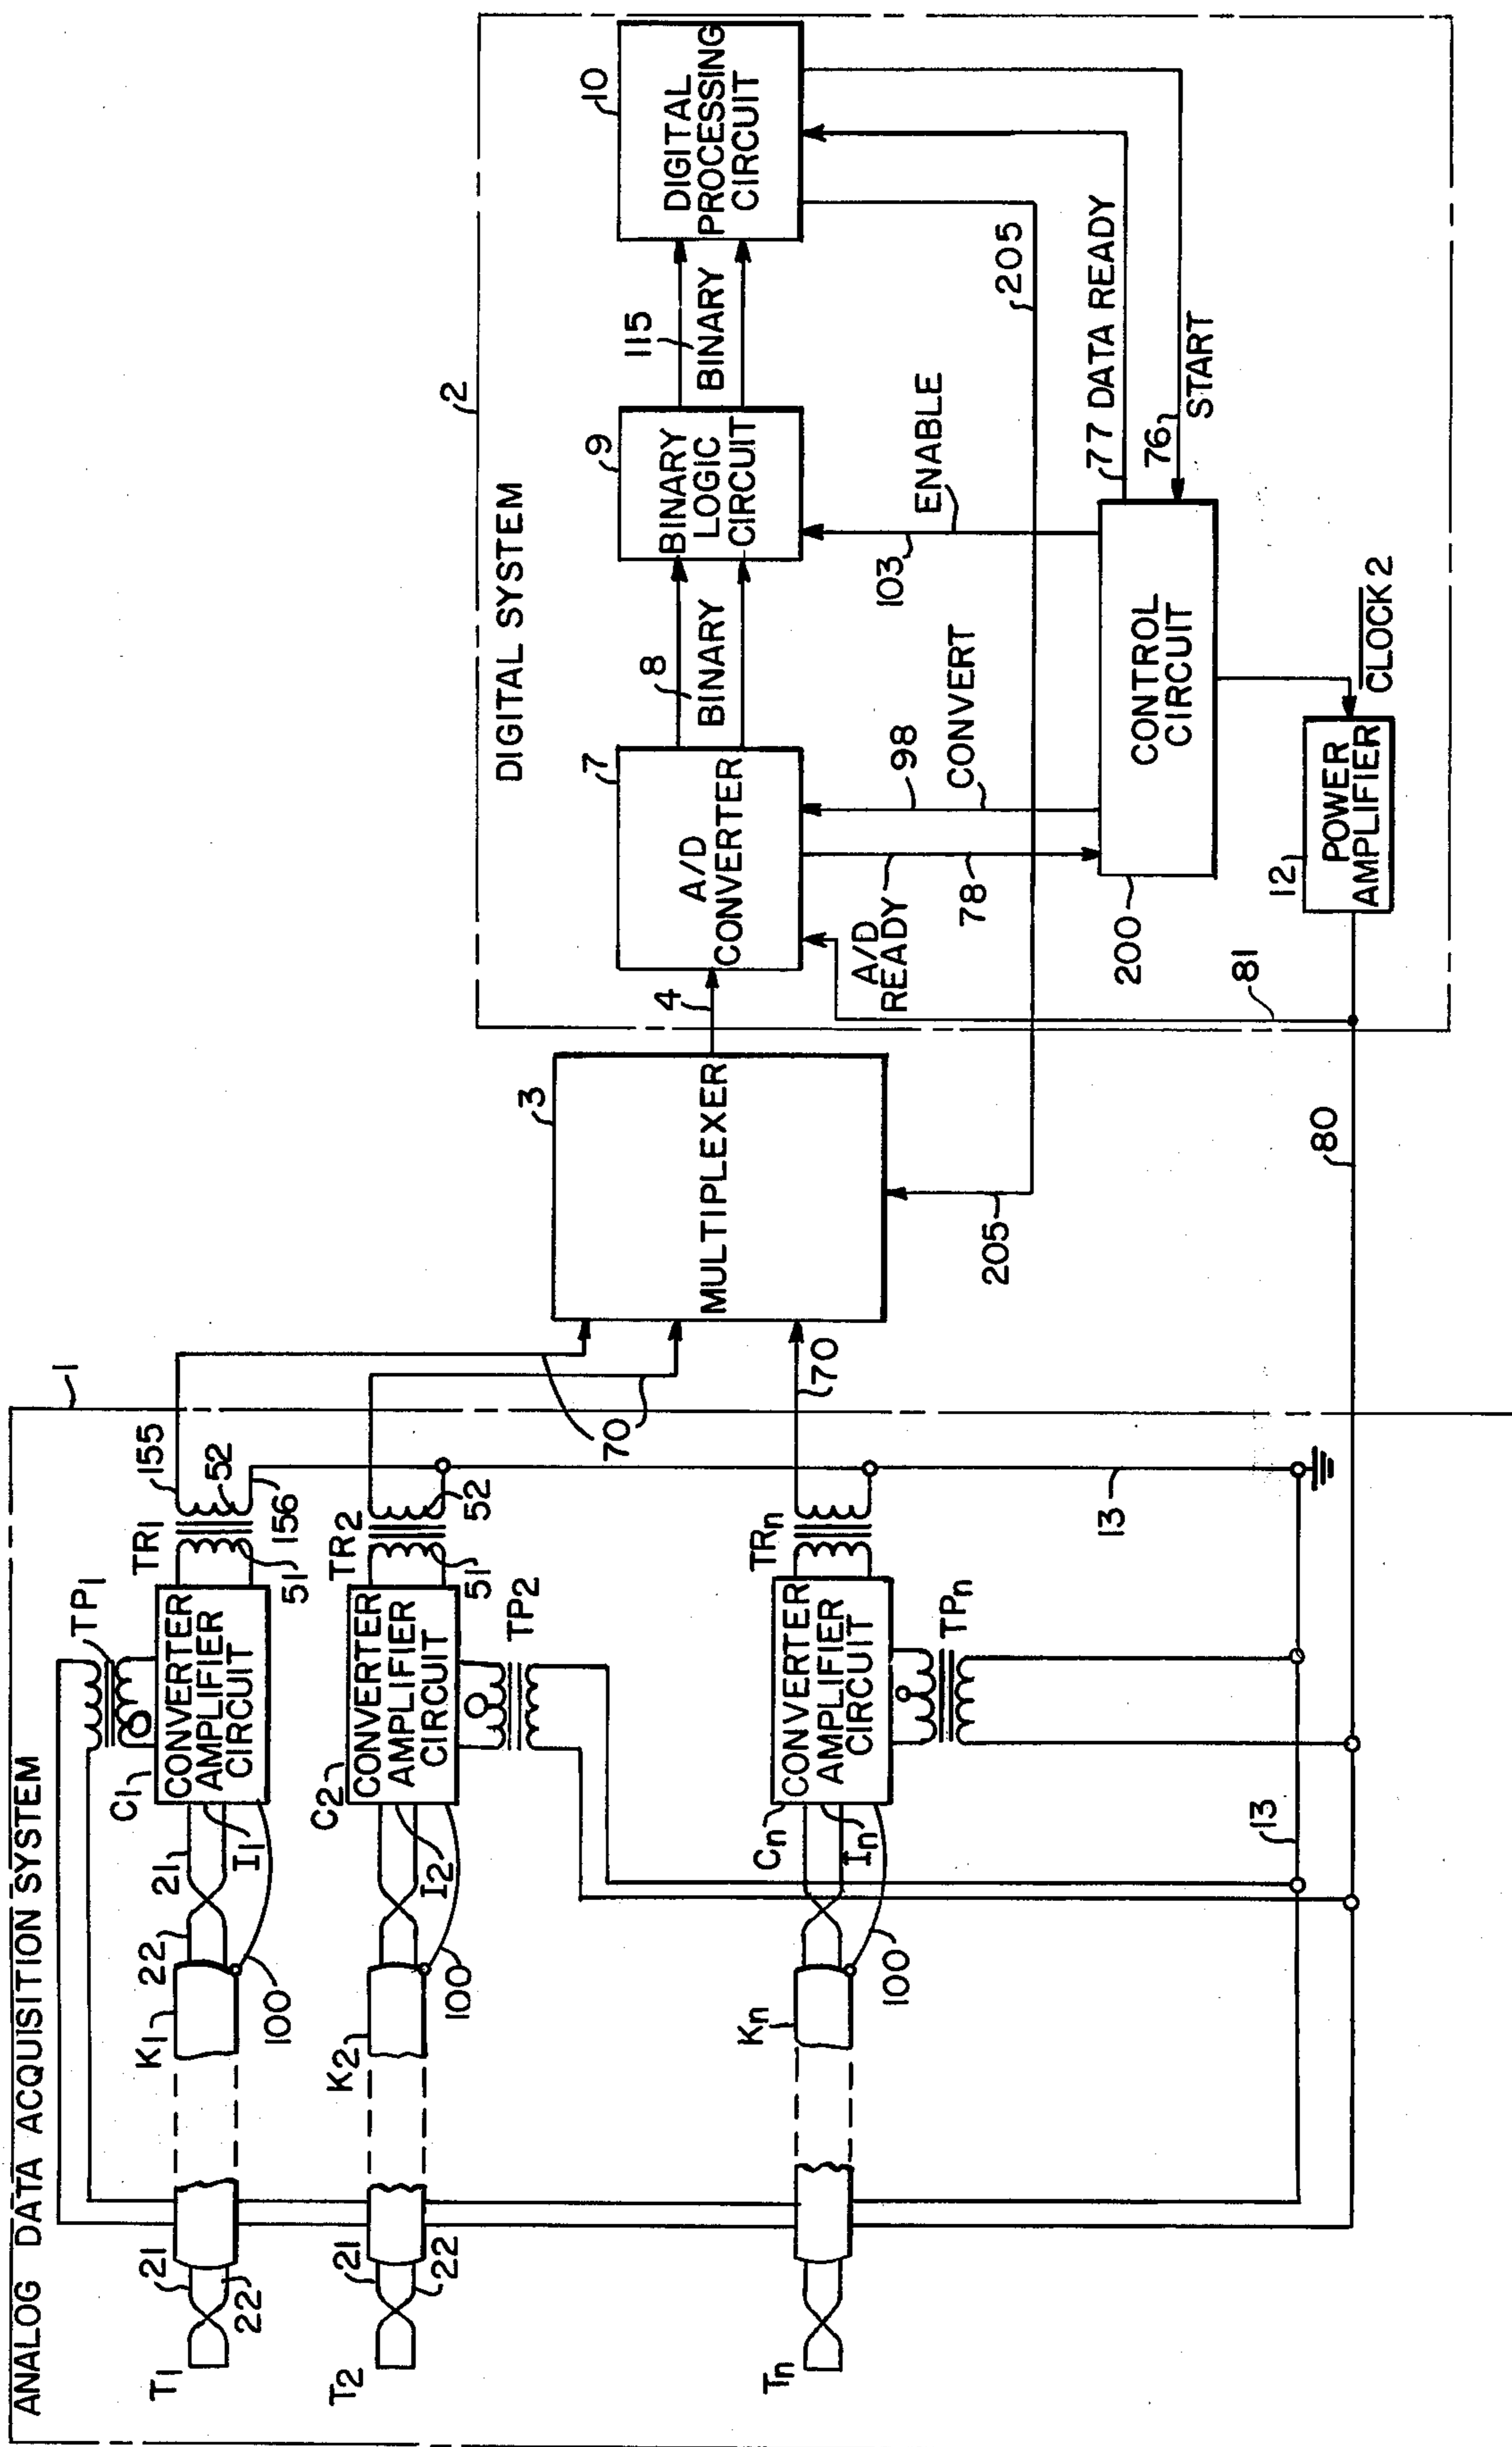 ANALOG DATA ACQUISITION SYSTEM
1
T1
21
22
K1
22
21
100
C1
I1
CONVERTER
AMPLIFIER
CIRCUIT
TP1
TR1
51
52
155
156
T2
21
22
K2
100
C2
I2
CONVERTER
AMPLIFIER
CIRCUIT
TP2
TR2
51
52
70
Tn
Kn
100
Cn
In
CONVERTER
AMPLIFIER
CIRCUIT
TPn
TRn
70
13
13
3
MULTIPLEXER
205
4
80
2
DIGITAL SYSTEM
7
A/D
CONVERTER
8
BINARY
9
BINARY
LOGIC
CIRCUIT
115
BINARY
10
DIGITAL
PROCESSING
CIRCUIT
A/D
READY
78
98
CONVERT
103
ENABLE
205
77 DATA READY
76
START
200
CONTROL
CIRCUIT
81
12
POWER
AMPLIFIER
CLOCK 2